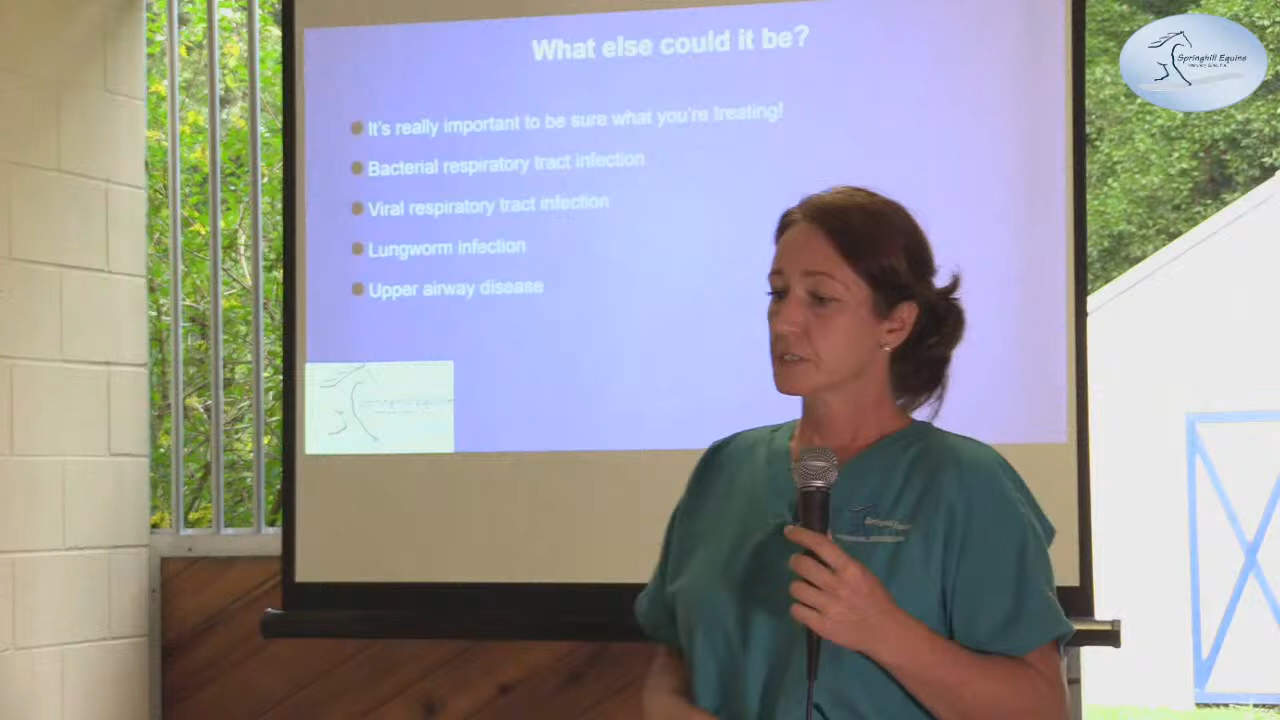 What else could it be?
It's really important to be sure what you're treating!
Bacterial respiratory tract infection
Viral respiratory tract infection
Lungworm infection
Upper airway disease
Springhill Equine